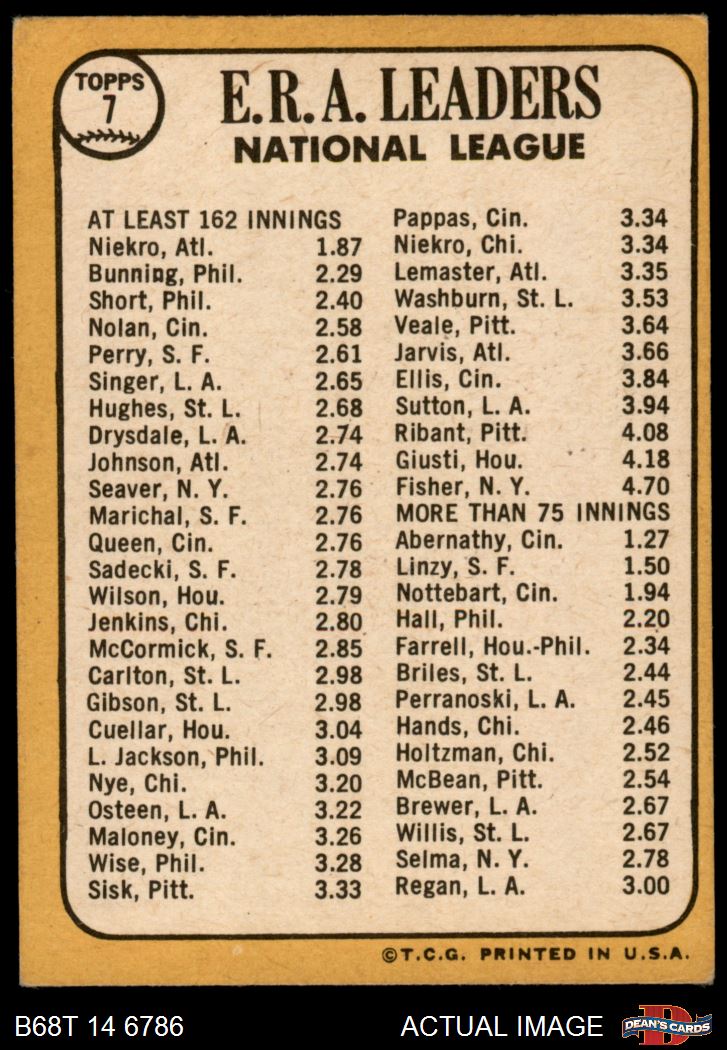 TOPPS
7
E.R.A. LEADERS
NATIONAL LEAGUE
AT LEAST 162 INNINGS
Niekro, Atl. 1.87
Bunning, Phil. 2.29
Short, Phil. 2.40
Nolan, Cin. 2.58
Perry, S. F. 2.61
Singer, L. A. 2.65
Hughes, St. L. 2.68
Drysdale, L. A. 2.74
Johnson, Atl. 2.74
Seaver, N. Y. 2.76
Marichal, S. F. 2.76
Queen, Cin. 2.76
Sadecki, S. F. 2.78
Wilson, Hou. 2.79
Jenkins, Chi. 2.80
McCormick, S. F. 2.85
Carlton, St. L. 2.98
Gibson, St. L. 2.98
Cuellar, Hou. 3.04
L. Jackson, Phil. 3.09
Nye, Chi. 3.20
Osteen, L. A. 3.22
Maloney, Cin. 3.26
Wise, Phil. 3.28
Sisk, Pitt. 3.33
Pappas, Cin. 3.34
Niekro, Chi. 3.34
Lemaster, Atl. 3.35
Washburn, St. L. 3.53
Veale, Pitt. 3.64
Jarvis, Atl. 3.66
Ellis, Cin. 3.84
Sutton, L. A. 3.94
Ribant, Pitt. 4.08
Giusti, Hou. 4.18
Fisher, N. Y. 4.70
MORE THAN 75 INNINGS
Abernathy, Cin. 1.27
Linzy, S. F. 1.50
Nottebart, Cin. 1.94
Hall, Phil. 2.20
Farrell, Hou.-Phil. 2.34
Briles, St. L. 2.44
Perranoski, L. A. 2.45
Hands, Chi. 2.46
Holtzman, Chi. 2.52
McBean, Pitt. 2.54
Brewer, L. A. 2.67
Willis, St. L. 2.67
Selma, N. Y. 2.78
Regan, L. A. 3.00
©T.C.G. PRINTED IN U.S.A.
B68T 14 6786
ACTUAL IMAGE
D
DEAN'S CARDS